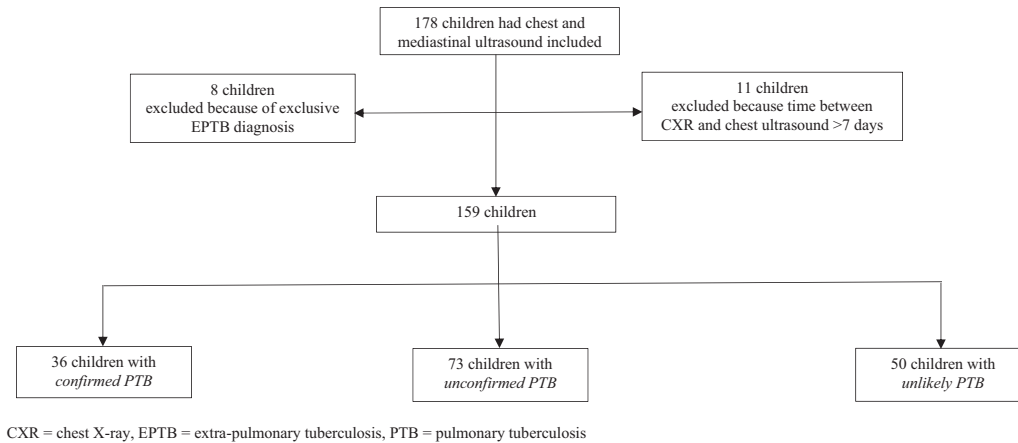 178 children had chest and
mediastinal ultrasound included
8 children
excluded because of exclusive
EPTB diagnosis
11 children
excluded because time between
CXR and chest ultrasound >7 days
159 children
36 children with
confirmed PTB
73 children with
unconfirmed PTB
50 children with
unlikely PTB
CXR = chest X-ray, EPTB = extra-pulmonary tuberculosis, PTB = pulmonary tuberculosis